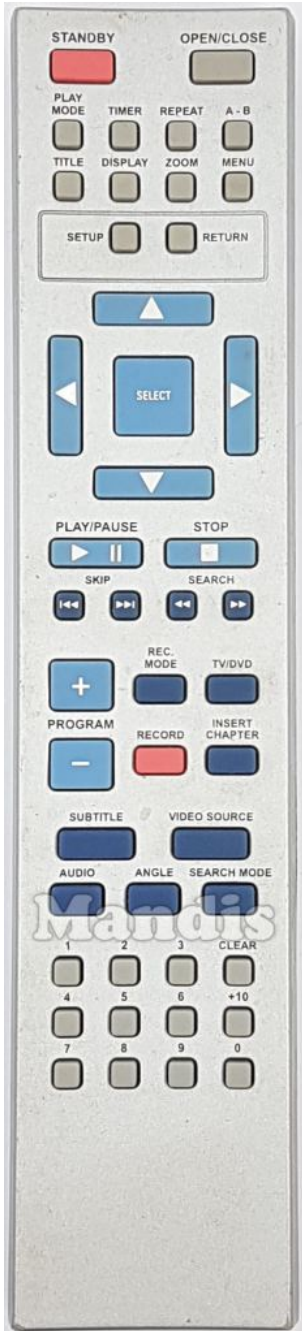 STANDBY OPEN/CLOSE
PLAY
MODE TIMER REPEAT A - B
TITLE DISPLAY ZOOM MENU
SETUP RETURN
SELECT
PLAY/PAUSE STOP
SKIP SEARCH
REC.
MODE TV/DVD
+
PROGRAM
RECORD INSERT
CHAPTER
-
SUBTITLE VIDEO SOURCE
AUDIO ANGLE SEARCH MODE
Mandis
1 2 3 CLEAR
4 5 6 +10
7 8 9 0